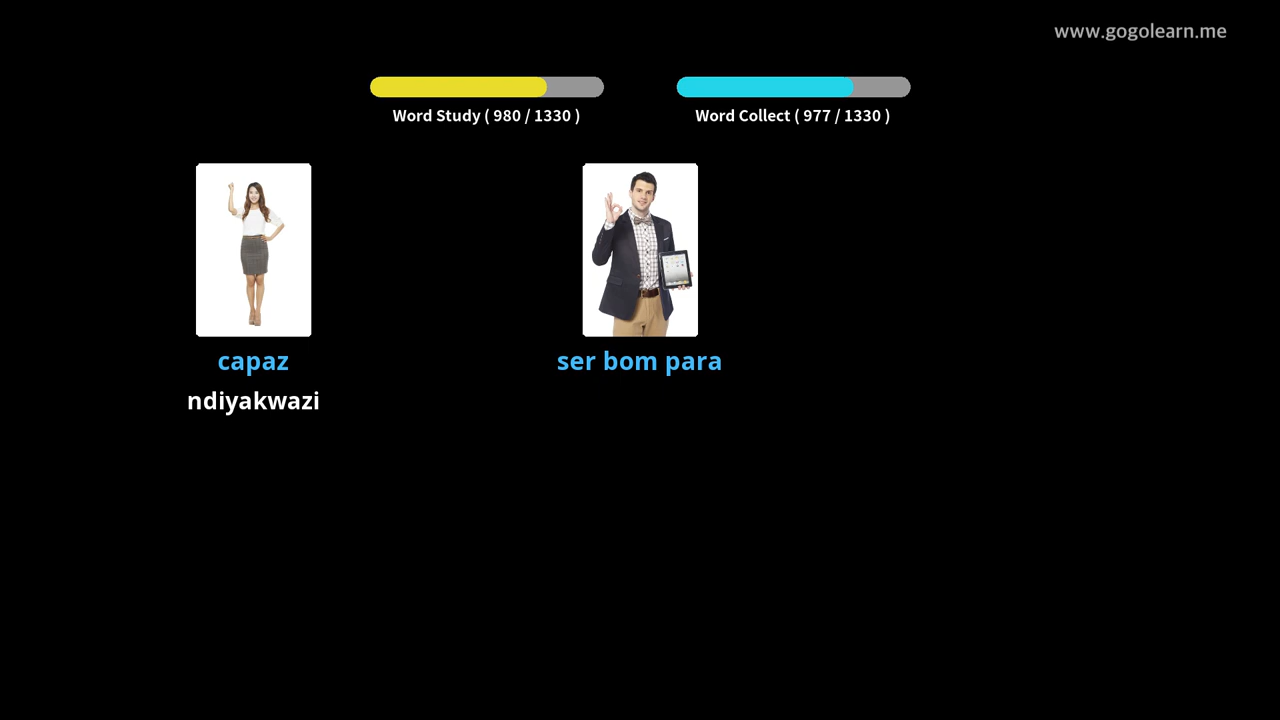 www.gogolearn.me
Word Study ( 980 / 1330 )
Word Collect ( 977 / 1330 )
capaz
ndiyakwazi
ser bom para